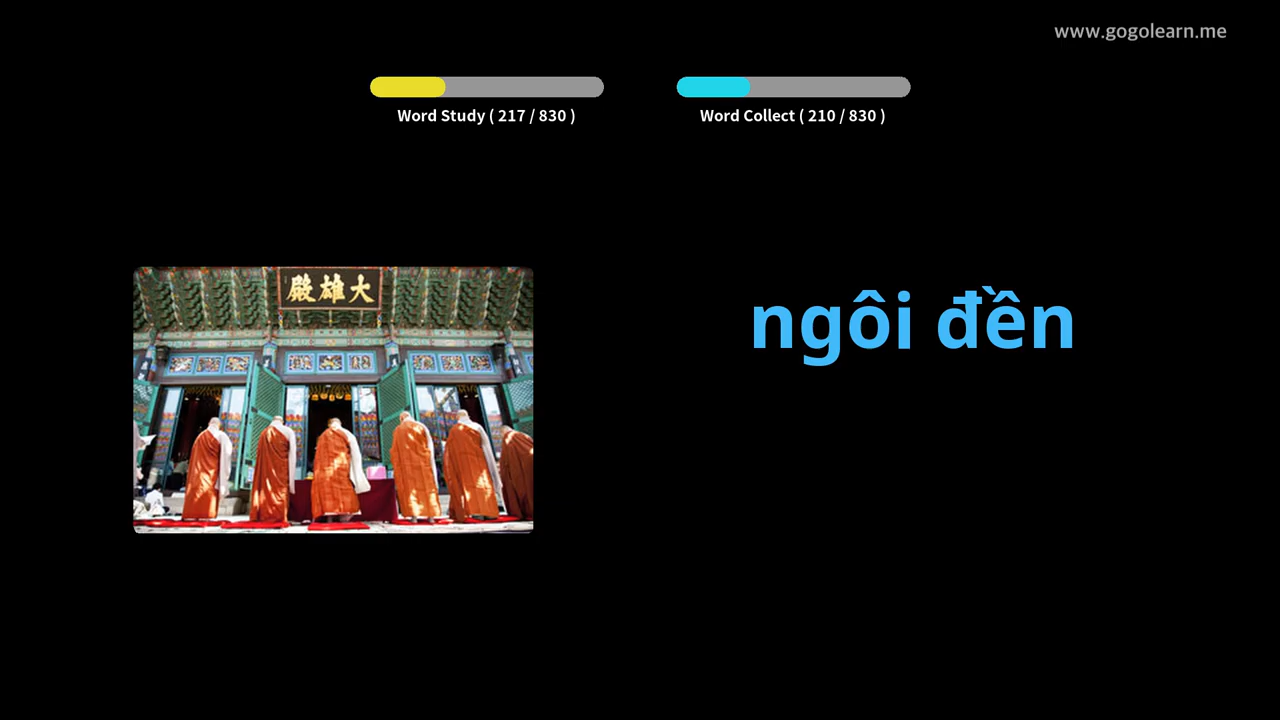 www.gogolearn.me
Word Study ( 217 / 830 )
Word Collect ( 210 / 830 )
殿雄大
ngôi đền